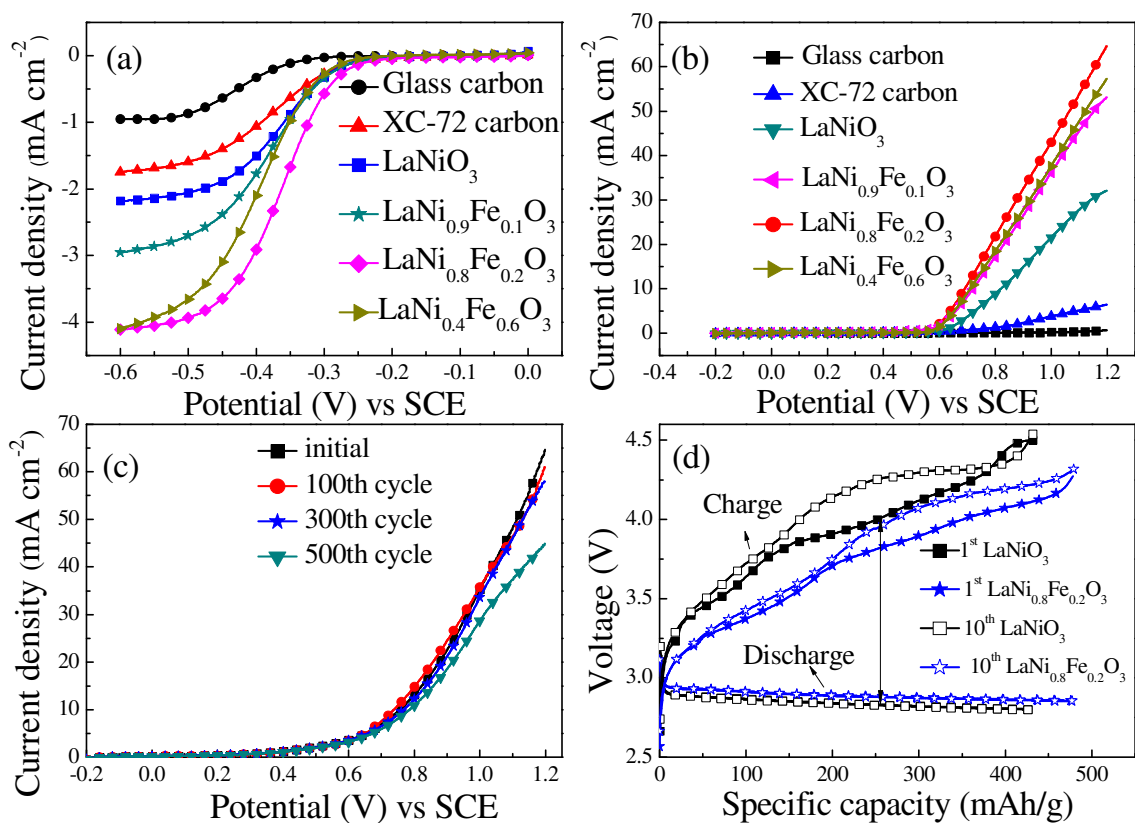 (a)
Glass carbon
XC-72 carbon
LaNiO3
LaNi0.9Fe0.1O3
LaNi0.8Fe0.2O3
LaNi0.4Fe0.6O3
0
-1
-2
-3
-4
-0.6 -0.5 -0.4 -0.3 -0.2 -0.1 0.0
Current density (mA cm-2)
Potential (V) vs SCE
(b)
Glass carbon
XC-72 carbon
LaNiO3
LaNi0.9Fe0.1O3
LaNi0.8Fe0.2O3
LaNi0.4Fe0.6O3
70
60
50
40
30
20
10
0
-0.4 -0.2 0.0 0.2 0.4 0.6 0.8 1.0 1.2
Current density (mA cm-2)
Potential (V) vs SCE
(c)
initial
100th cycle
300th cycle
500th cycle
70
60
50
40
30
20
10
0
-0.2 0.0 0.2 0.4 0.6 0.8 1.0 1.2
Current density (mA cm-2)
Potential (V) vs SCE
(d)
Charge
Discharge
1st LaNiO3
1st LaNi0.8Fe0.2O3
10th LaNiO3
10th LaNi0.8Fe0.2O3
4.5
4.0
3.5
3.0
2.5
0 100 200 300 400 500
Voltage (V)
Specific capacity (mAh/g)